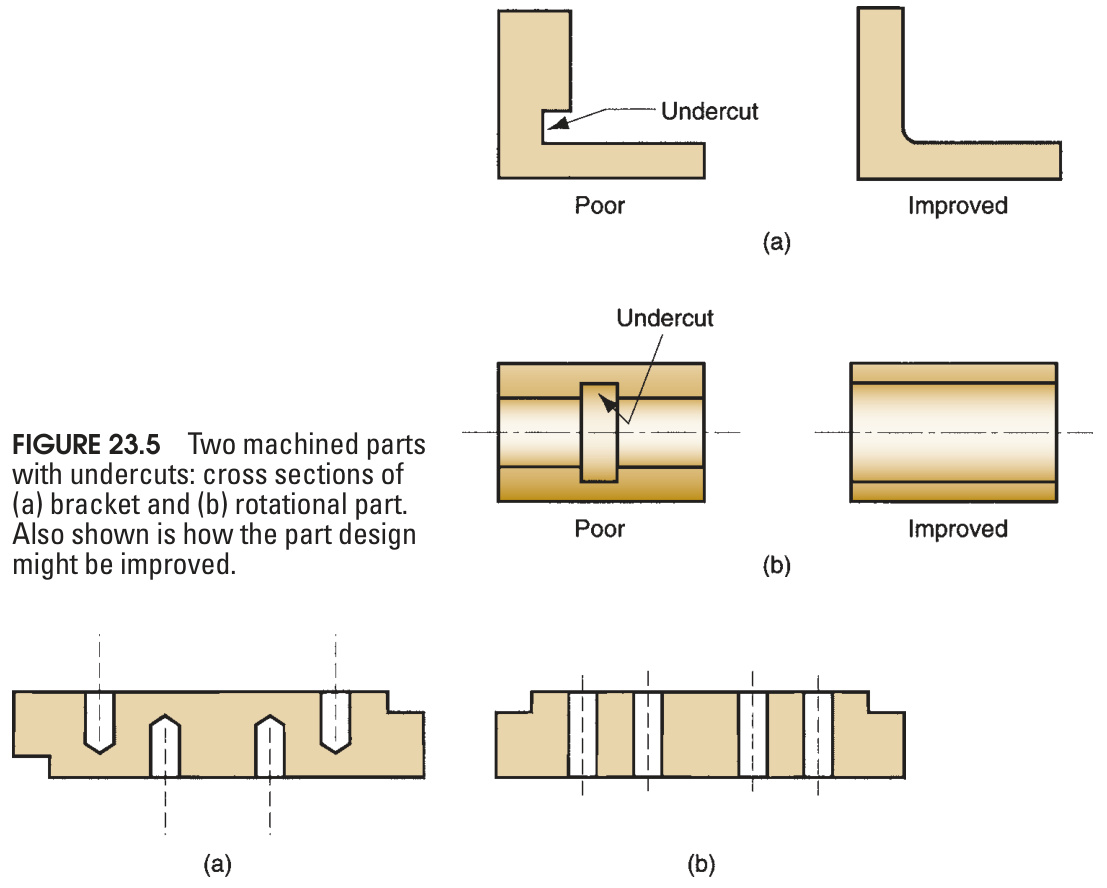 Undercut
Poor
Improved
(a)
Undercut
FIGURE 23.5 Two machined parts
with undercuts: cross sections of
(a) bracket and (b) rotational part.
Also shown is how the part design
might be improved.
Poor
Improved
(b)
(a)
(b)